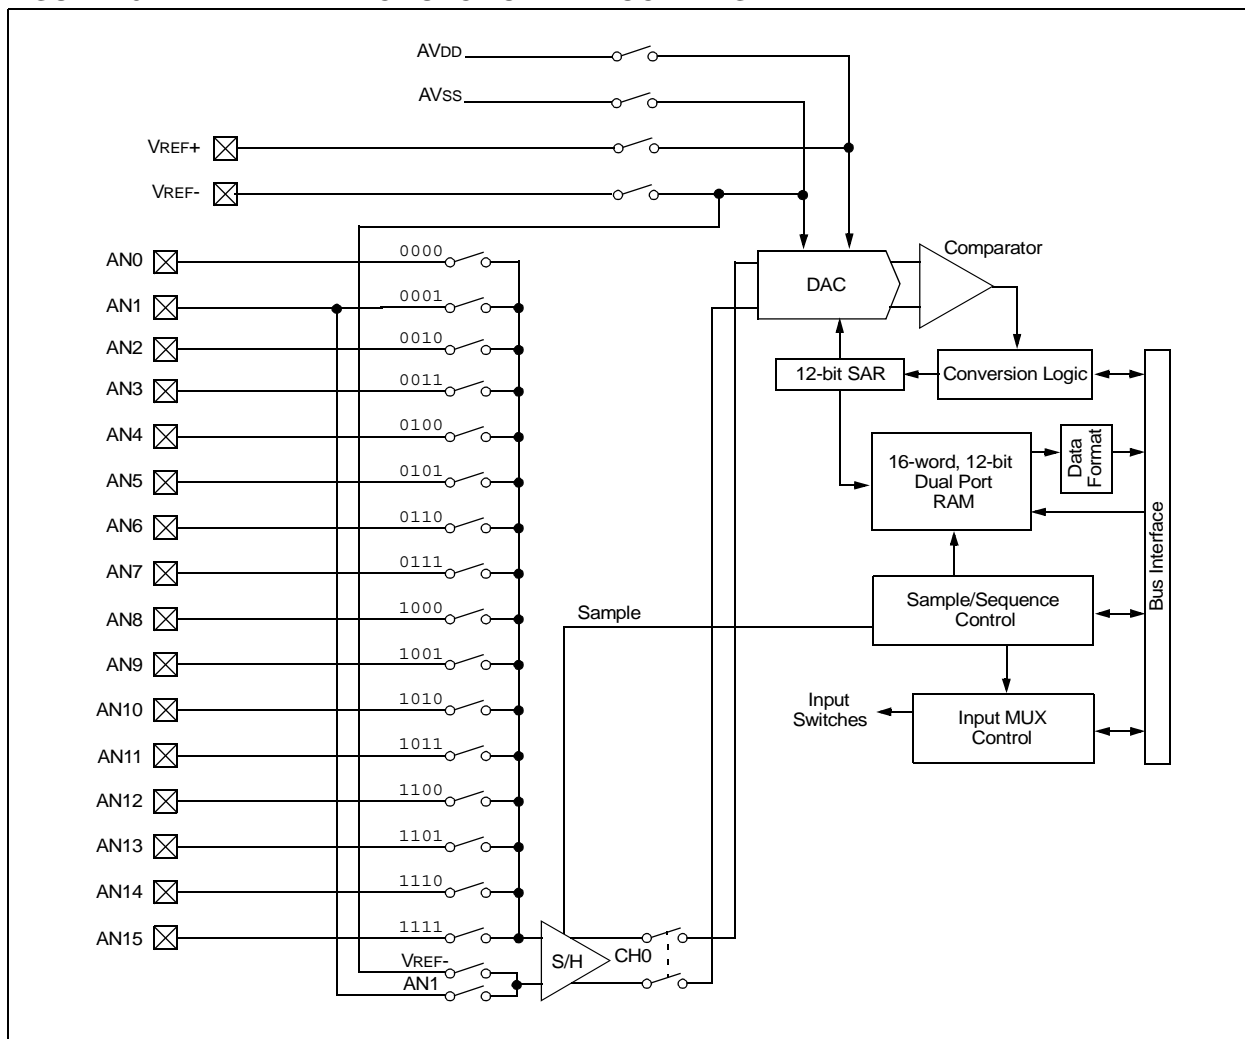 AVDD
AVSS
VREF+
VREF-
AN0
0000
AN1
0001
AN2
0010
AN3
0011
AN4
0100
AN5
0101
AN6
0110
AN7
0111
AN8
1000
AN9
1001
AN10
1010
AN11
1011
AN12
1100
AN13
1101
AN14
1110
AN15
1111
VREF-
AN1
S/H
CH0
Sample
DAC
Comparator
12-bit SAR
Conversion Logic
16-word, 12-bit
Dual Port
RAM
Data
Format
Bus Interface
Sample/Sequence
Control
Input
Switches
Input MUX
Control